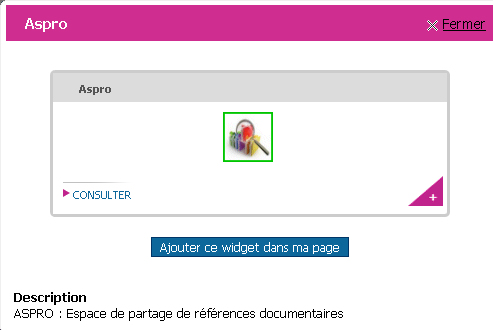 Aspro
Fermer
Aspro
CONSULTER
+
Ajouter ce widget dans ma page
Description
ASPRO : Espace de partage de références documentaires